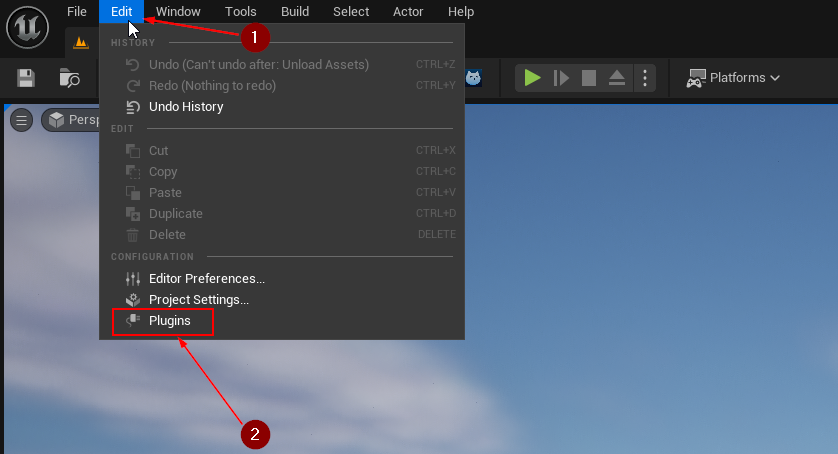 File Edit Window Tools Build Select Actor Help
1
HISTORY
Undo (Can't undo after: Unload Assets) CTRL+Z
Redo (Nothing to redo) CTRL+Y
Platforms
Undo History
Persp
EDIT
Cut CTRL+X
Copy CTRL+C
Paste CTRL+V
Duplicate CTRL+D
Delete DELETE
CONFIGURATION
Editor Preferences...
Project Settings...
Plugins
2